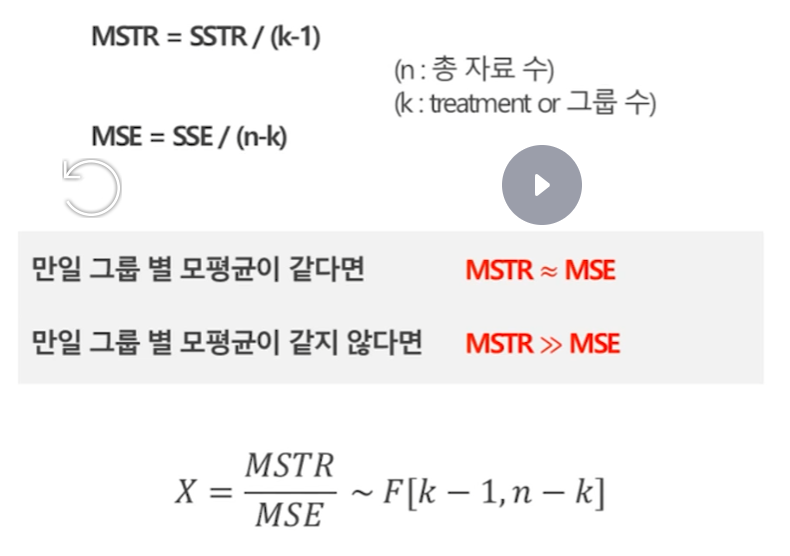 MSTR = SSTR / (k-1)
(n : 총 자료 수)
(k : treatment or 그룹 수)
MSE = SSE / (n-k)
만일 그룹 별 모평균이 같다면 MSTR ≈ MSE
만일 그룹 별 모평균이 같지 않다면 MSTR ≫ MSE
X = MSTR / MSE ~ F[k − 1, n − k]